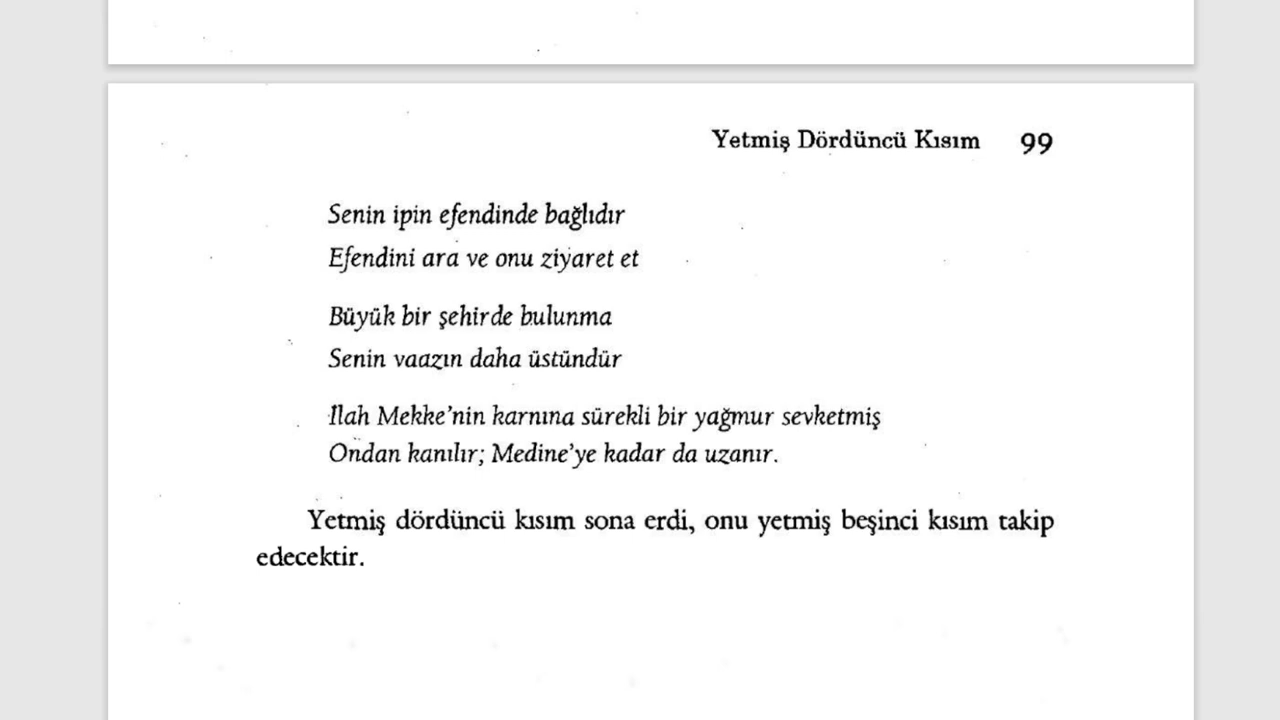 Yetmiş Dördüncü Kısım 99
Senin ipin efendinde bağlıdır
Efendini ara ve onu ziyaret et
Büyük bir şehirde bulunma
Senin vaazın daha üstündür
Ilah Mekke'nin karnına sürekli bir yağmur sevketmiş
Ondan kanılır; Medine'ye kadar da uzanır.
Yetmiş dördüncü kısım sona erdi, onu yetmiş beşinci kısım takip
edecektir.